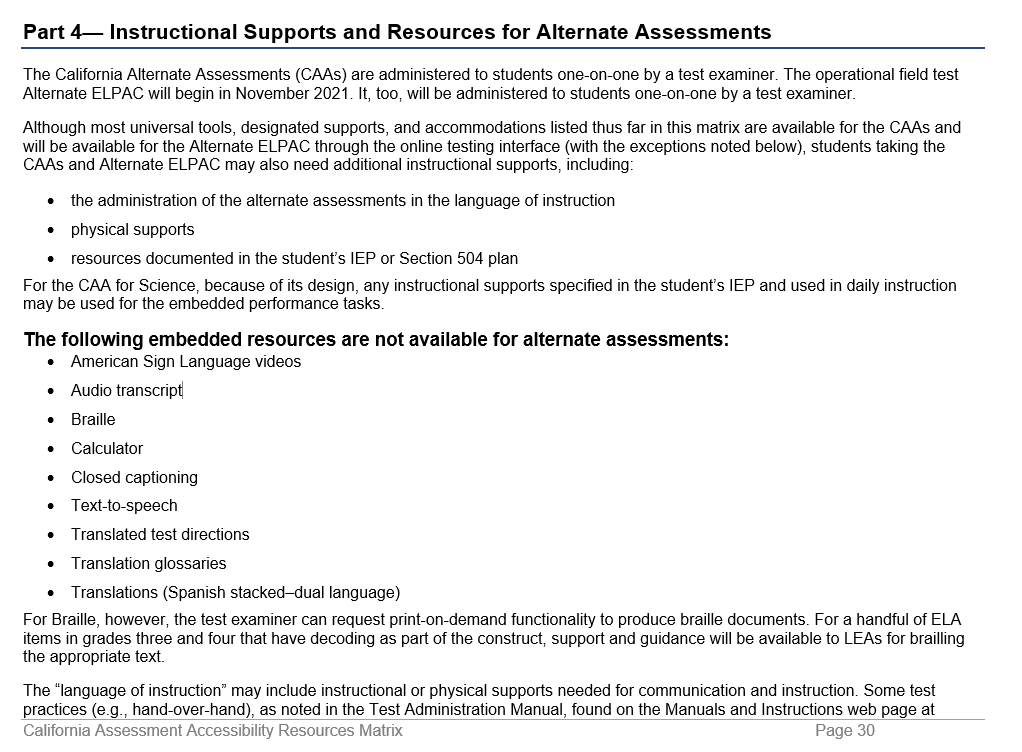 Part 4— Instructional Supports and Resources for Alternate Assessments
The California Alternate Assessments (CAAs) are administered to students one-on-one by a test examiner. The operational field test
Alternate ELPAC will begin in November 2021. It, too, will be administered to students one-on-one by a test examiner.
Although most universal tools, designated supports, and accommodations listed thus far in this matrix are available for the CAAs and
will be available for the Alternate ELPAC through the online testing interface (with the exceptions noted below), students taking the
CAAs and Alternate ELPAC may also need additional instructional supports, including:
• the administration of the alternate assessments in the language of instruction
• physical supports
• resources documented in the student’s IEP or Section 504 plan
For the CAA for Science, because of its design, any instructional supports specified in the student’s IEP and used in daily instruction
may be used for the embedded performance tasks.
The following embedded resources are not available for alternate assessments:
• American Sign Language videos
• Audio transcript
• Braille
• Calculator
• Closed captioning
• Text-to-speech
• Translated test directions
• Translation glossaries
• Translations (Spanish stacked–dual language)
For Braille, however, the test examiner can request print-on-demand functionality to produce braille documents. For a handful of ELA
items in grades three and four that have decoding as part of the construct, support and guidance will be available to LEAs for brailling
the appropriate text.
The “language of instruction” may include instructional or physical supports needed for communication and instruction. Some test
practices (e.g., hand-over-hand), as noted in the Test Administration Manual, found on the Manuals and Instructions web page at
California Assessment Accessibility Resources Matrix Page 30